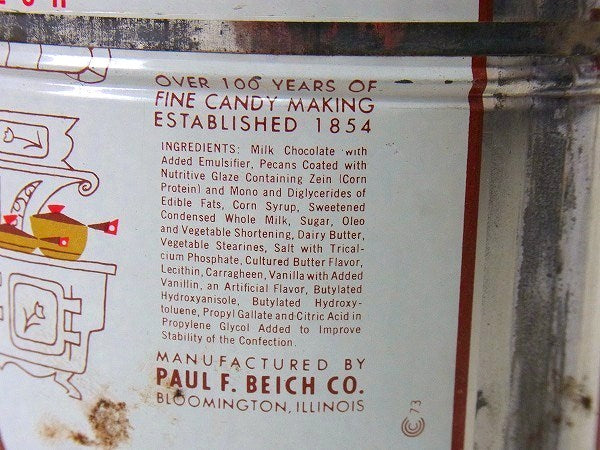 OVER 100 YEARS OF
FINE CANDY MAKING
ESTABLISHED 1854
INGREDIENTS: Milk Chocolate with
Added Emulsifier, Pecans Coated with
Nutritive Glaze Containing Zein (Corn
Protein) and Mono and Diglycerides of
Edible Fats, Corn Syrup, Sweetened
Condensed Whole Milk, Sugar, Oleo
and Vegetable Shortening, Dairy Butter,
Vegetable Stearines, Salt with Trical-
cium Phosphate, Cultured Butter Flavor,
Lecithin, Carragheen, Vanilla with Added
Vanillin, an Artificial Flavor, Butylated
Hydroxyanisole, Butylated Hydroxy-
toluene, Propyl Gallate and Citric Acid in
Propylene Glycol Added to Improve
Stability of the Confection.
MANUFACTURED BY
PAUL F. BEICH CO.
BLOOMINGTON, ILLINOIS
© 73